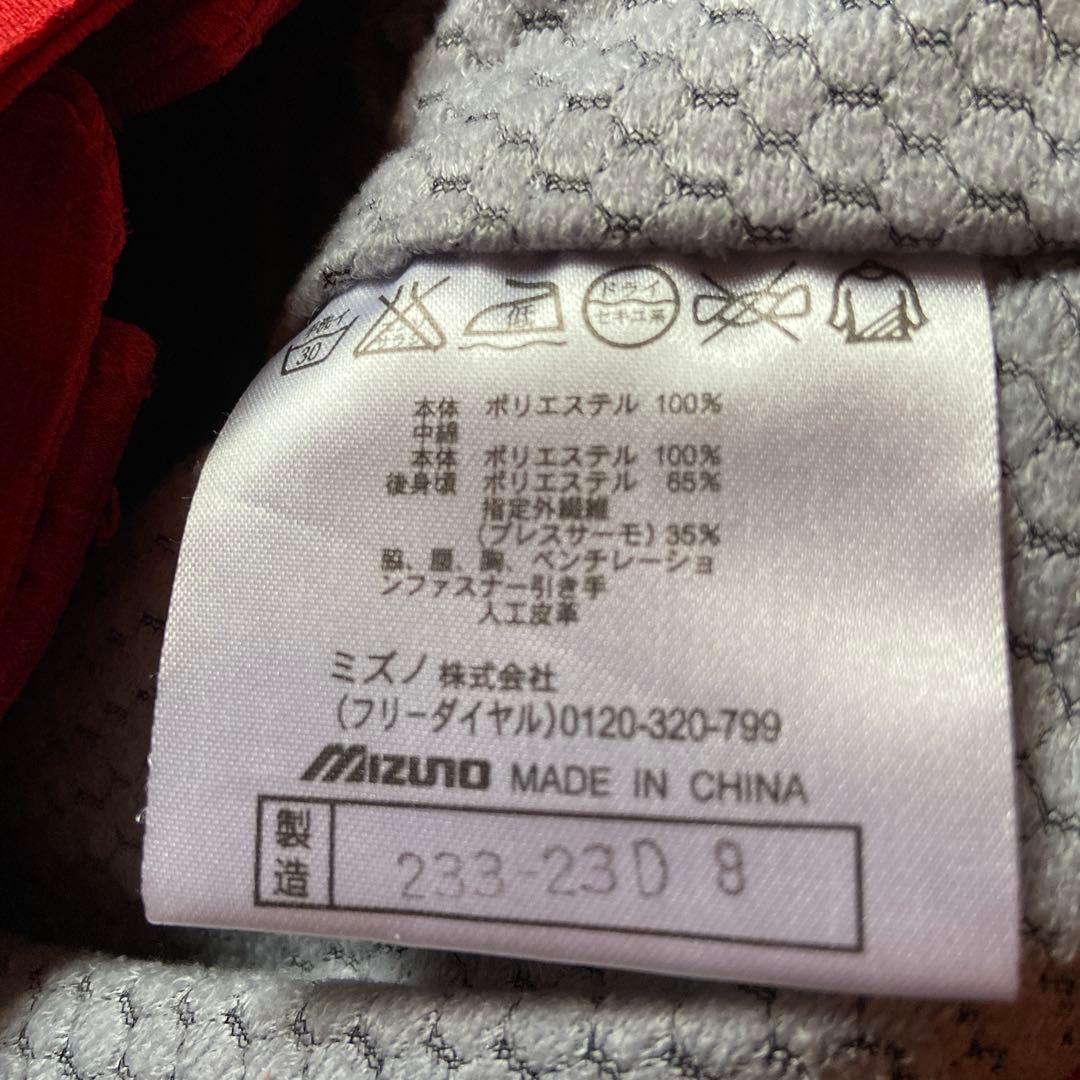 手洗イ
30
サラシ
低
ドライ
セキユ系
本体 ポリエステル 100%
中綿
本体 ポリエステル 100%
後身頃 ポリエステル 65%
指定外繊維
(ブレスサーモ) 35%
脇、腰、胸、ベンチレーショ
ンファスナー引き手
人工皮革
ミズノ 株式会社
(フリーダイヤル)0120-320-799
MIZUNO MADE IN CHINA
製造 233-23D 8